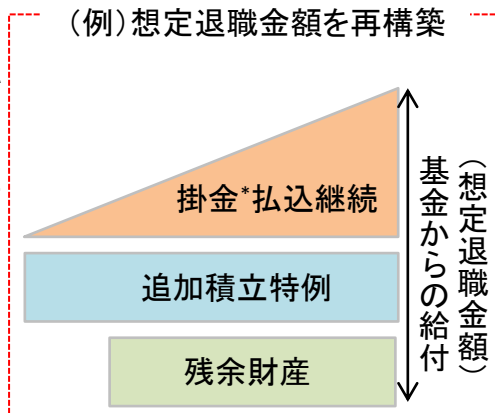 （例）想定退職金額を再構築
掛金*払込継続
追加積立特例
残余財産
（想定退職金額）
基金からの給付